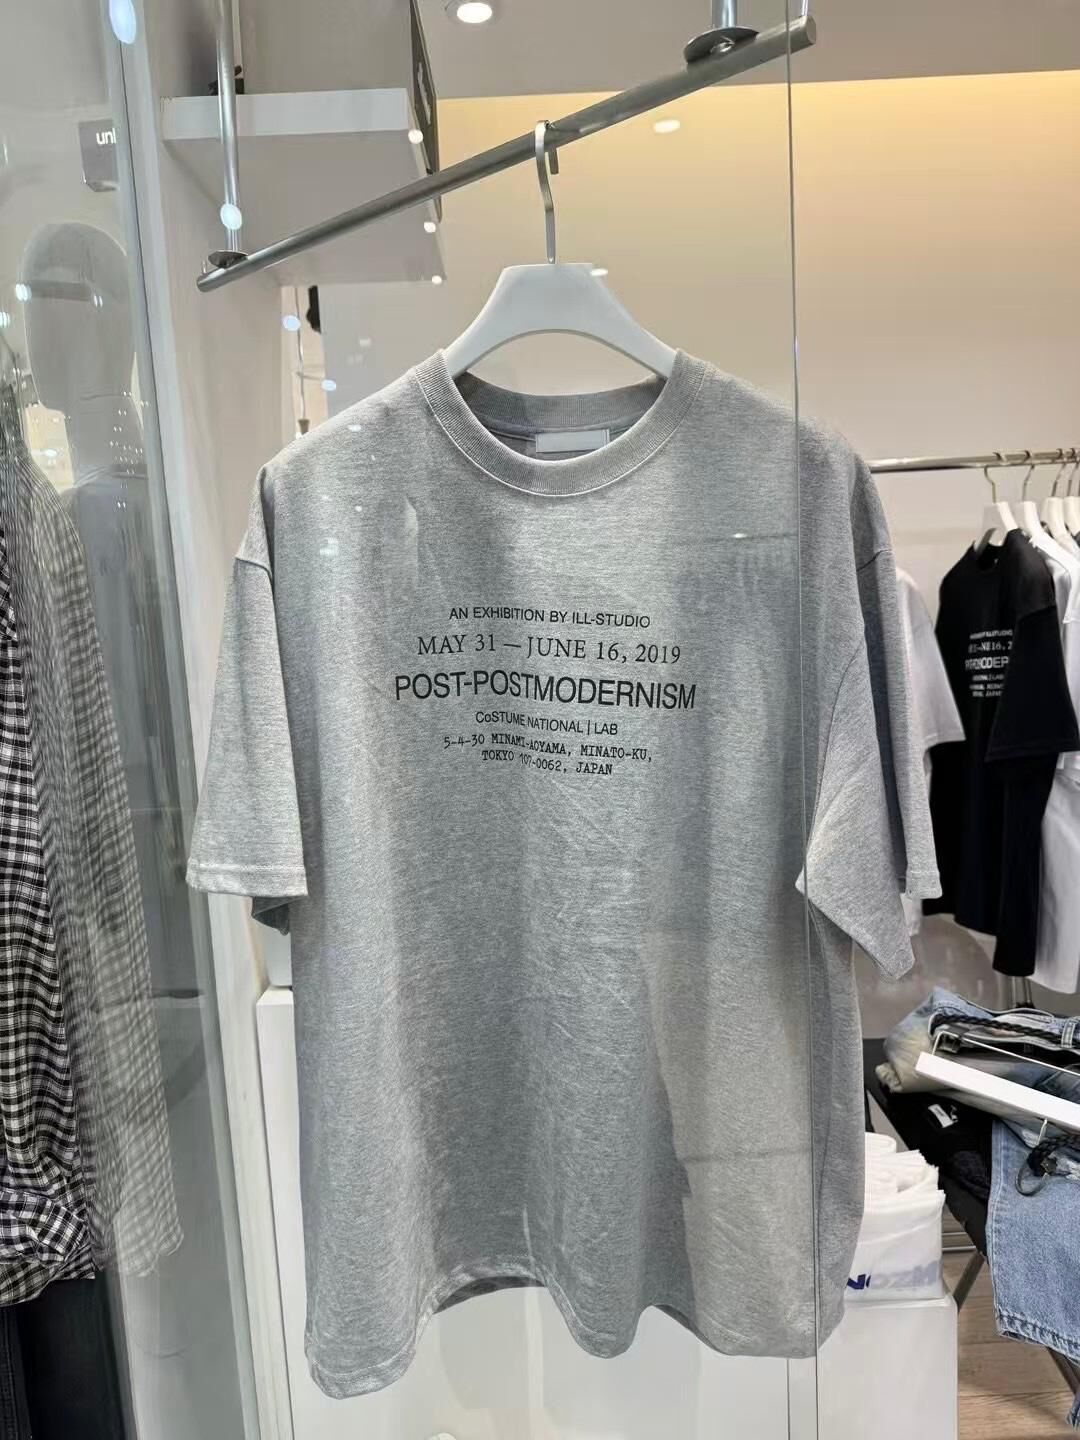 AN EXHIBITION BY ILL-STUDIO
MAY 31 — JUNE 16, 2019
POST-POSTMODERNISM
CoSTUME NATIONAL | LAB
5-4-30 MINAMI-AOYAMA, MINATO-KU,
TOKYO 107-0062, JAPAN